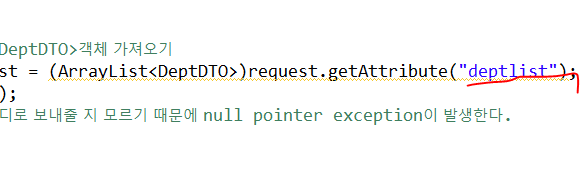 DeptDTO>객체 가져오기
st = (ArrayList<DeptDTO>)request.getAttribute("deptlist");
);
디로 보내줄 지 모르기 때문에 null pointer exception이 발생한다.